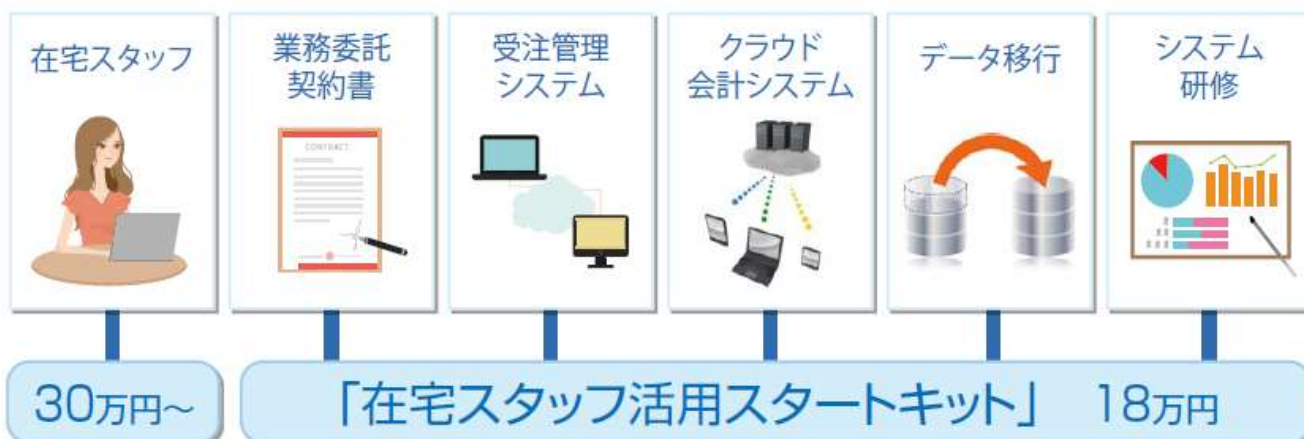 在宅スタッフ
業務委託
契約書
受注管理
システム
クラウド
会計システム
データ移行
システム
研修
CONTRACT
30万円～
「在宅スタッフ活用スタートキット」 18万円